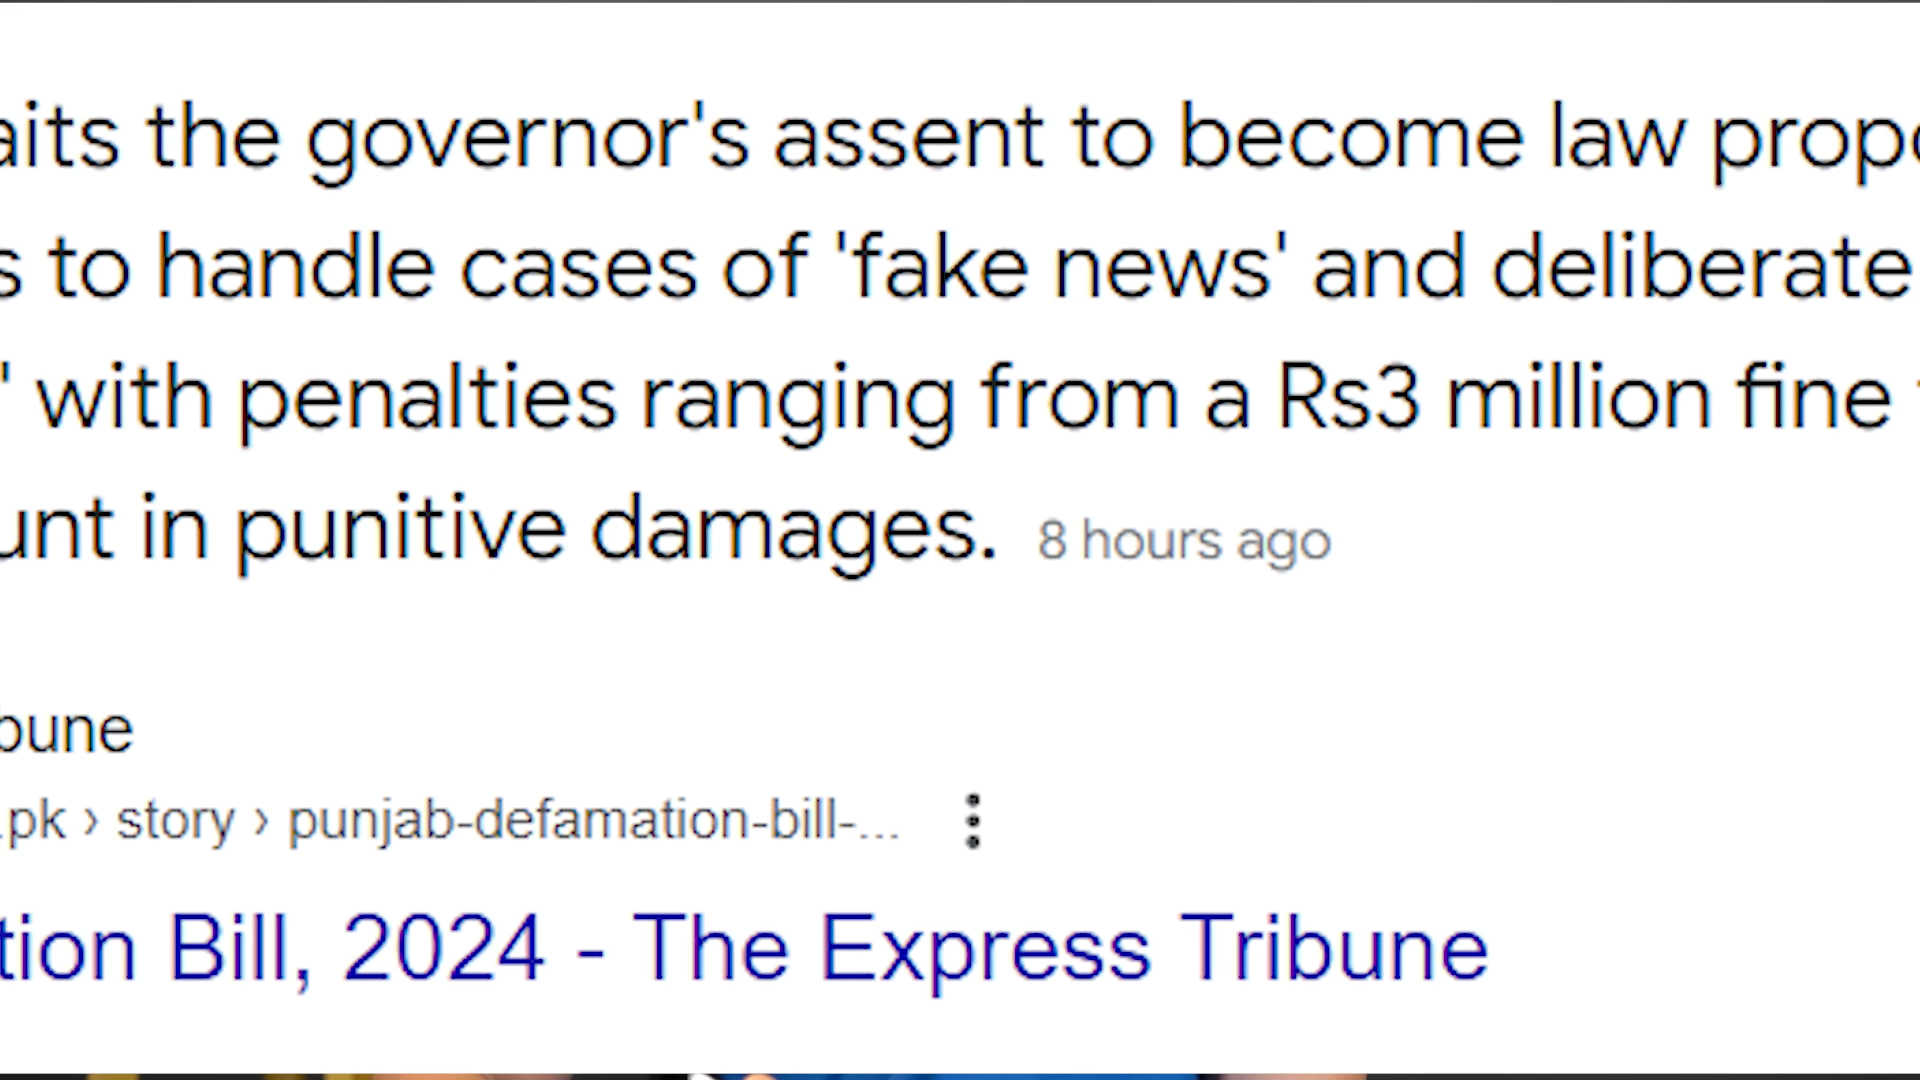 aits the governor's assent to become law prop
s to handle cases of 'fake news' and deliberate
' with penalties ranging from a Rs3 million fine
unt in punitive damages. 8 hours ago
bune
.pk › story › punjab-defamation-bill-...
tion Bill, 2024 - The Express Tribune